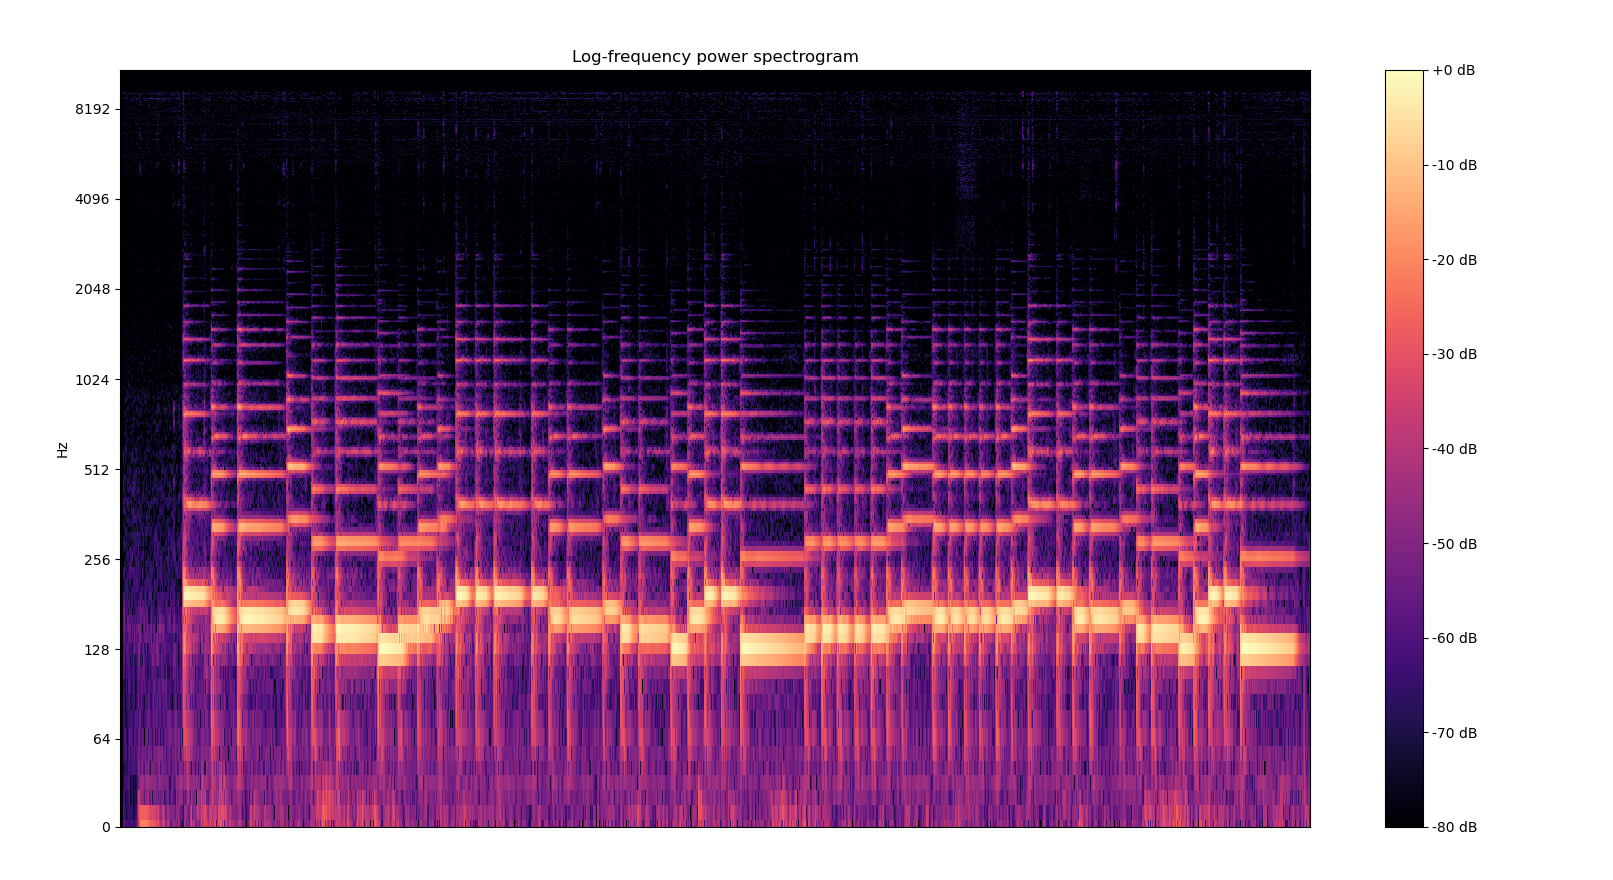 Log-frequency power spectrogram
Hz
8192
4096
2048
1024
512
256
128
64
0
+0 dB
-10 dB
-20 dB
-30 dB
-40 dB
-50 dB
-60 dB
-70 dB
-80 dB